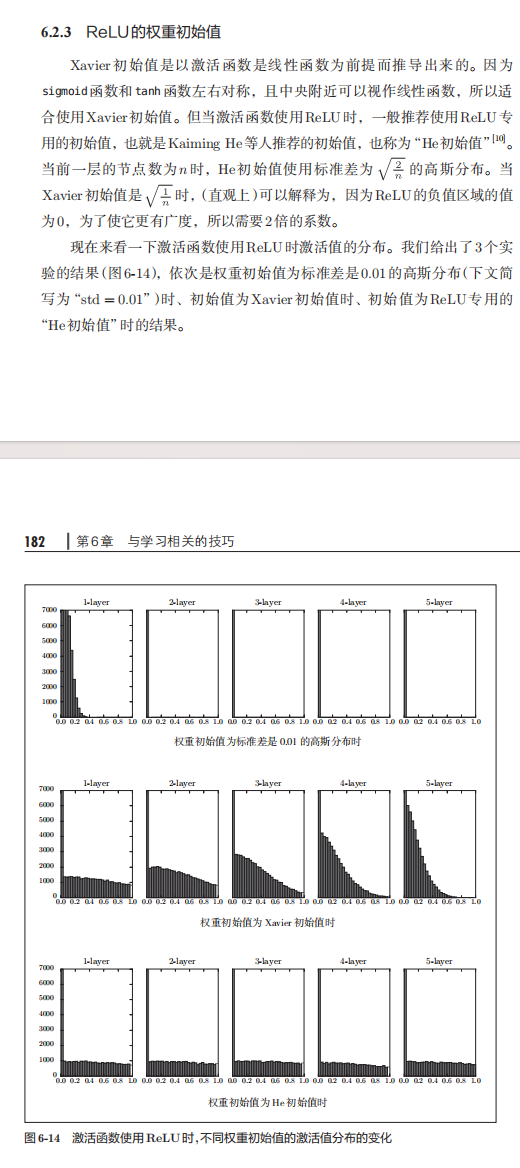 6.2.3 ReLU的权重初始值
Xavier初始值是以激活函数是线性函数为前提而推导出来的。因为
sigmoid函数和tanh函数左右对称，且中央附近可以视作线性函数，所以适
合使用Xavier初始值。但当激活函数使用ReLU时，一般推荐使用ReLU专
用的初始值，也就是Kaiming He等人推荐的初始值，也称为“He初始值”[10]。
当前一层的节点数为n时，He初始值使用标准差为√(2/n)的高斯分布。当
Xavier初始值是√(1/n)时，（直观上）可以解释为，因为ReLU的负值区域的值
为0，为了使它更有广度，所以需要2倍的系数。
现在来看一下激活函数使用ReLU时激活值的分布。我们给出了3个实
验的结果（图6-14），依次是权重初始值为标准差是0.01的高斯分布（下文简
写为“std = 0.01”）时、初始值为Xavier初始值时、初始值为ReLU专用的
“He初始值”时的结果。
182 第6章 与学习相关的技巧
1-layer 2-layer 3-layer 4-layer 5-layer
7000
6000
5000
4000
3000
2000
1000
0
0.0 0.2 0.4 0.6 0.8 1.0 0.0 0.2 0.4 0.6 0.8 1.0 0.0 0.2 0.4 0.6 0.8 1.0 0.0 0.2 0.4 0.6 0.8 1.0 0.0 0.2 0.4 0.6 0.8 1.0
权重初始值为标准差是 0.01 的高斯分布时
1-layer 2-layer 3-layer 4-layer 5-layer
7000
6000
5000
4000
3000
2000
1000
0
0.0 0.2 0.4 0.6 0.8 1.0 0.0 0.2 0.4 0.6 0.8 1.0 0.0 0.2 0.4 0.6 0.8 1.0 0.0 0.2 0.4 0.6 0.8 1.0 0.0 0.2 0.4 0.6 0.8 1.0
权重初始值为 Xavier 初始值时
1-layer 2-layer 3-layer 4-layer 5-layer
7000
6000
5000
4000
3000
2000
1000
0
0.0 0.2 0.4 0.6 0.8 1.0 0.0 0.2 0.4 0.6 0.8 1.0 0.0 0.2 0.4 0.6 0.8 1.0 0.0 0.2 0.4 0.6 0.8 1.0 0.0 0.2 0.4 0.6 0.8 1.0
权重初始值为 He 初始值时
图6-14 激活函数使用ReLU时，不同权重初始值的激活值分布的变化